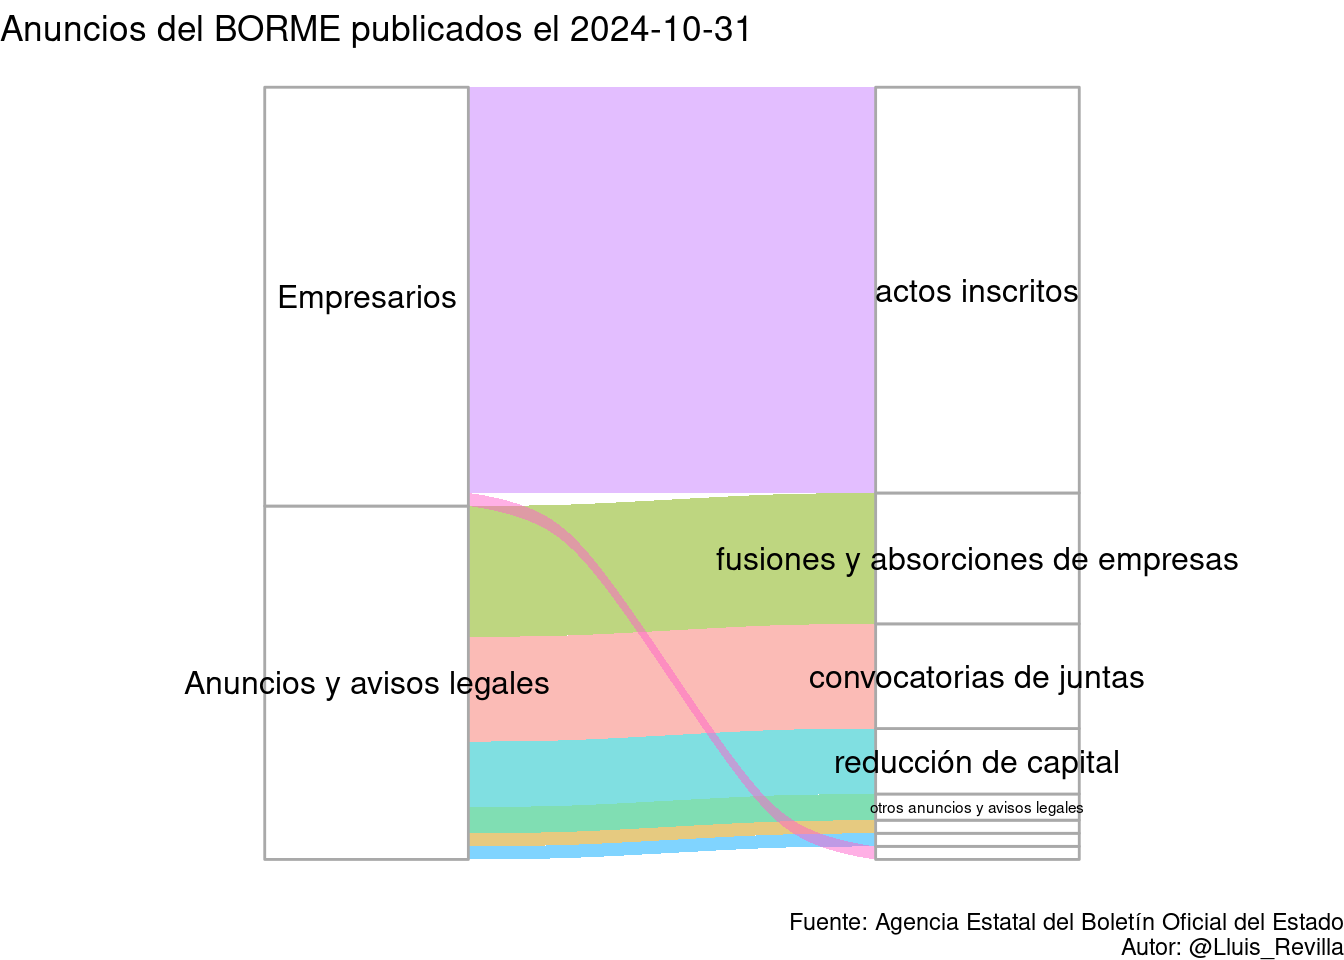 Anuncios del BORME publicados el 2024-10-31
Empresarios
actos inscritos
fusiones y absorciones de empresas
Anuncios y avisos legales
convocatorias de juntas
reducción de capital
otros anuncios y avisos legales
Fuente: Agencia Estatal del Boletín Oficial del Estado
Autor: @Lluis_Revilla